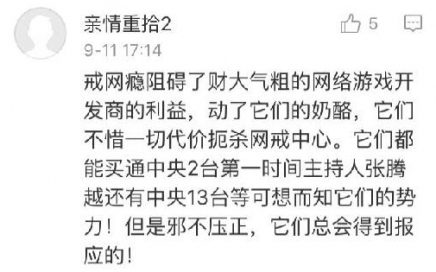 亲情重拾2
5
9-11 17:14
戒网瘾阻碍了财大气粗的网络游戏开
发商的利益，动了它们的奶酪，它们
不惜一切代价扼杀网戒中心。它们都
能买通中央2台第一时间主持人张腾
越还有中央13台等可想而知它们的势
力！但是邪不压正，它们总会得到报
应的！